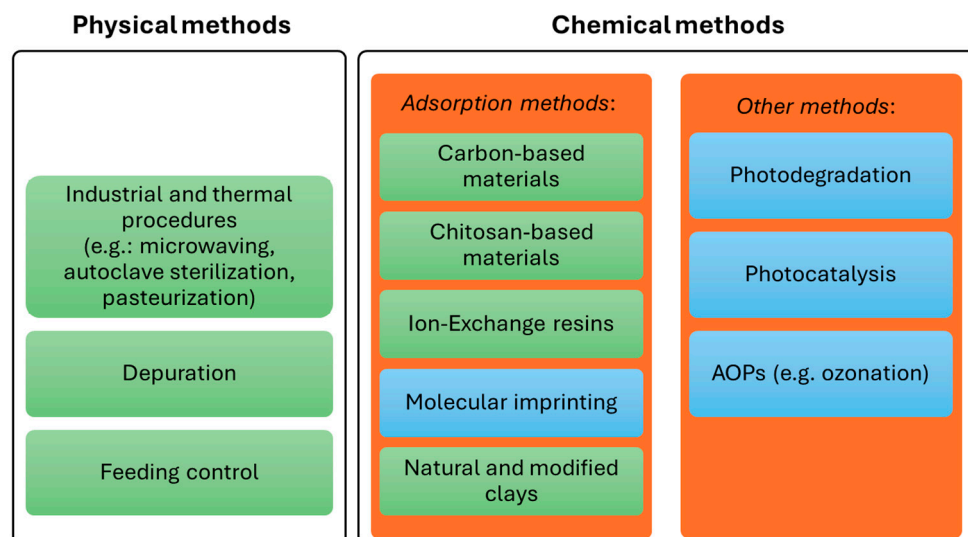 Physical methods
Industrial and thermal
procedures
(e.g.: microwaving,
autoclave sterilization,
pasteurization)
Depuration
Feeding control
Chemical methods
Adsorption methods:
Carbon-based
materials
Chitosan-based
materials
Ion-Exchange resins
Molecular imprinting
Natural and modified
clays
Other methods:
Photodegradation
Photocatalysis
AOPs (e.g. ozonation)